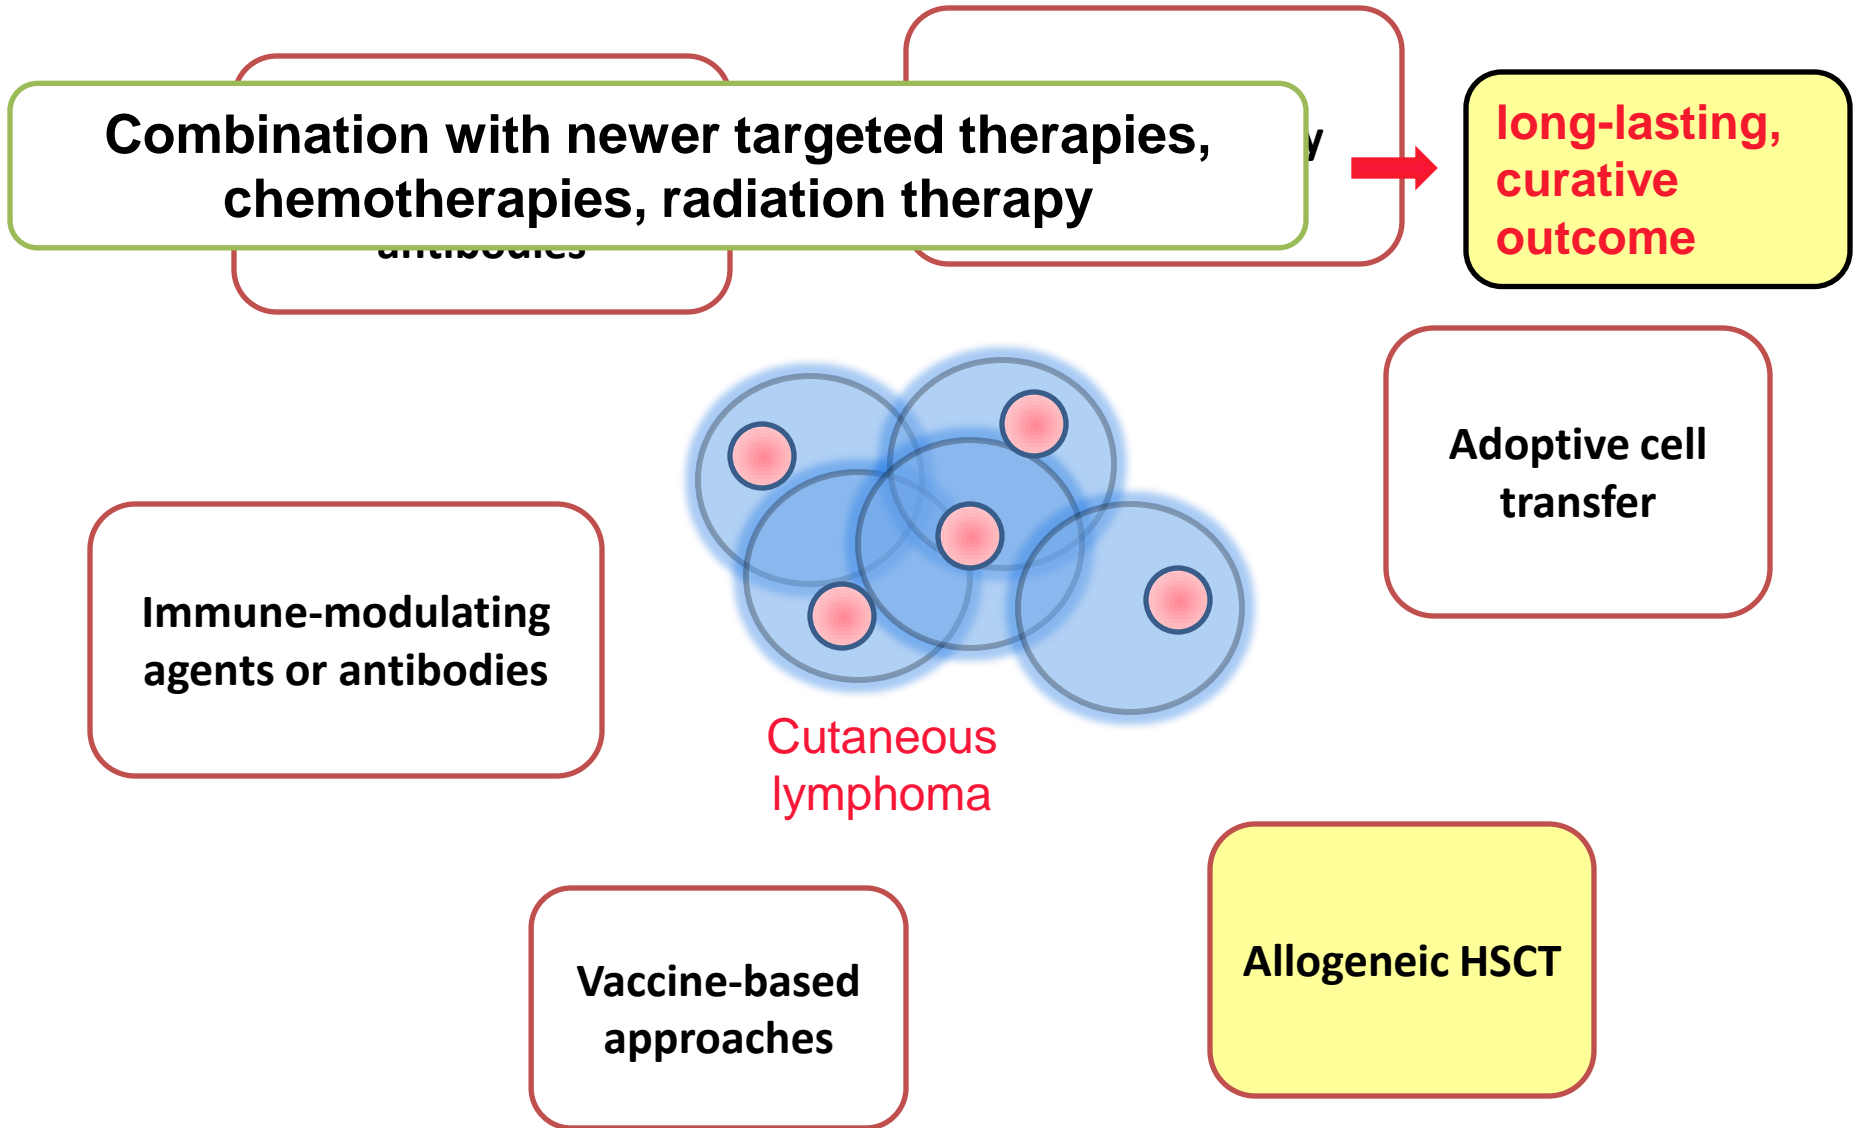 Combination with newer targeted therapies,
chemotherapies, radiation therapy
y
antibodies
long-lasting,
curative
outcome
Adoptive cell
transfer
Immune-modulating
agents or antibodies
Cutaneous
lymphoma
Allogeneic HSCT
Vaccine-based
approaches